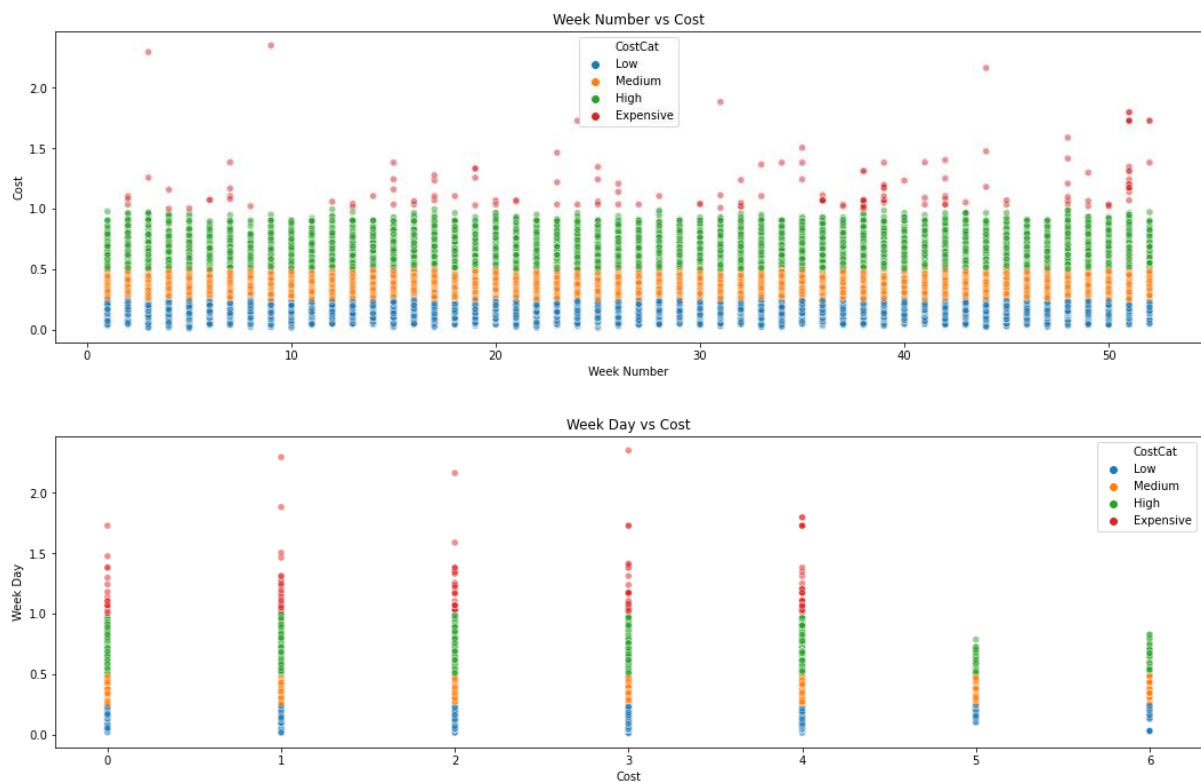 Week Number vs Cost
CostCat
Low
Medium
High
Expensive
2.0
1.5
1.0
0.5
0.0
Cost
0 10 20 30 40 50
Week Number
Week Day vs Cost
CostCat
Low
Medium
High
Expensive
2.0
1.5
1.0
0.5
0.0
Week Day
0 1 2 3 4 5 6
Cost